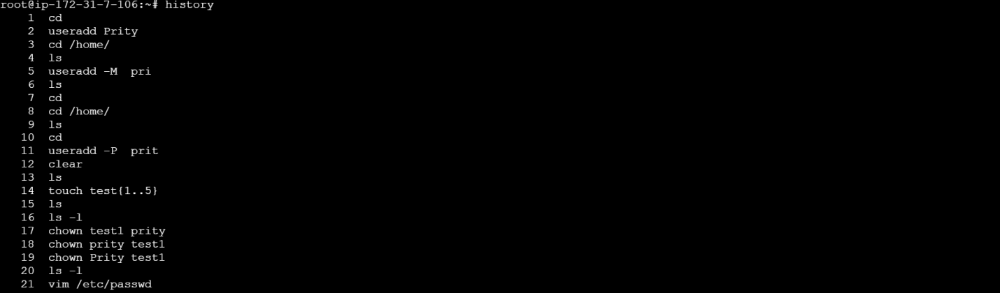 root@ip-172-31-7-106:~# history
1 cd
2 useradd Prity
3 cd /home/
4 ls
5 useradd -M  pri
6 ls
7 cd
8 cd /home/
9 ls
10 cd
11 useradd -P  prit
12 clear
13 ls
14 touch test{1..5}
15 ls
16 ls -l
17 chown test1 prity
18 chown prity test1
19 chown Prity test1
20 ls -l
21 vim /etc/passwd